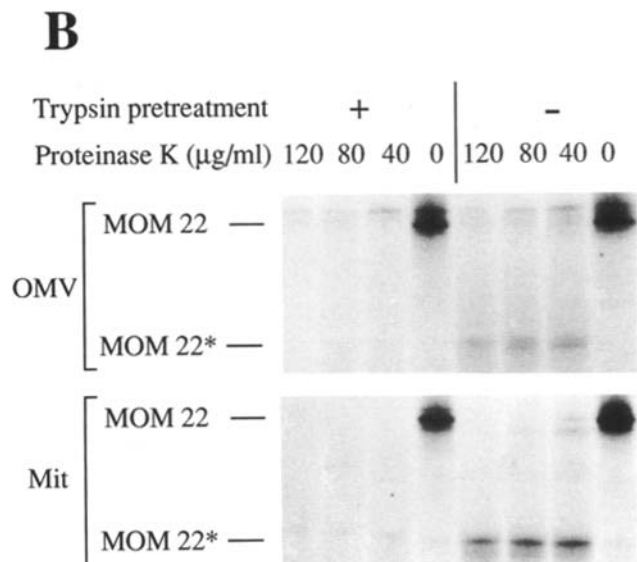 B
Trypsin pretreatment + -
Proteinase K (μg/ml) 120 80 40 0 120 80 40 0
MOM 22
OMV
MOM 22*
MOM 22
Mit
MOM 22*